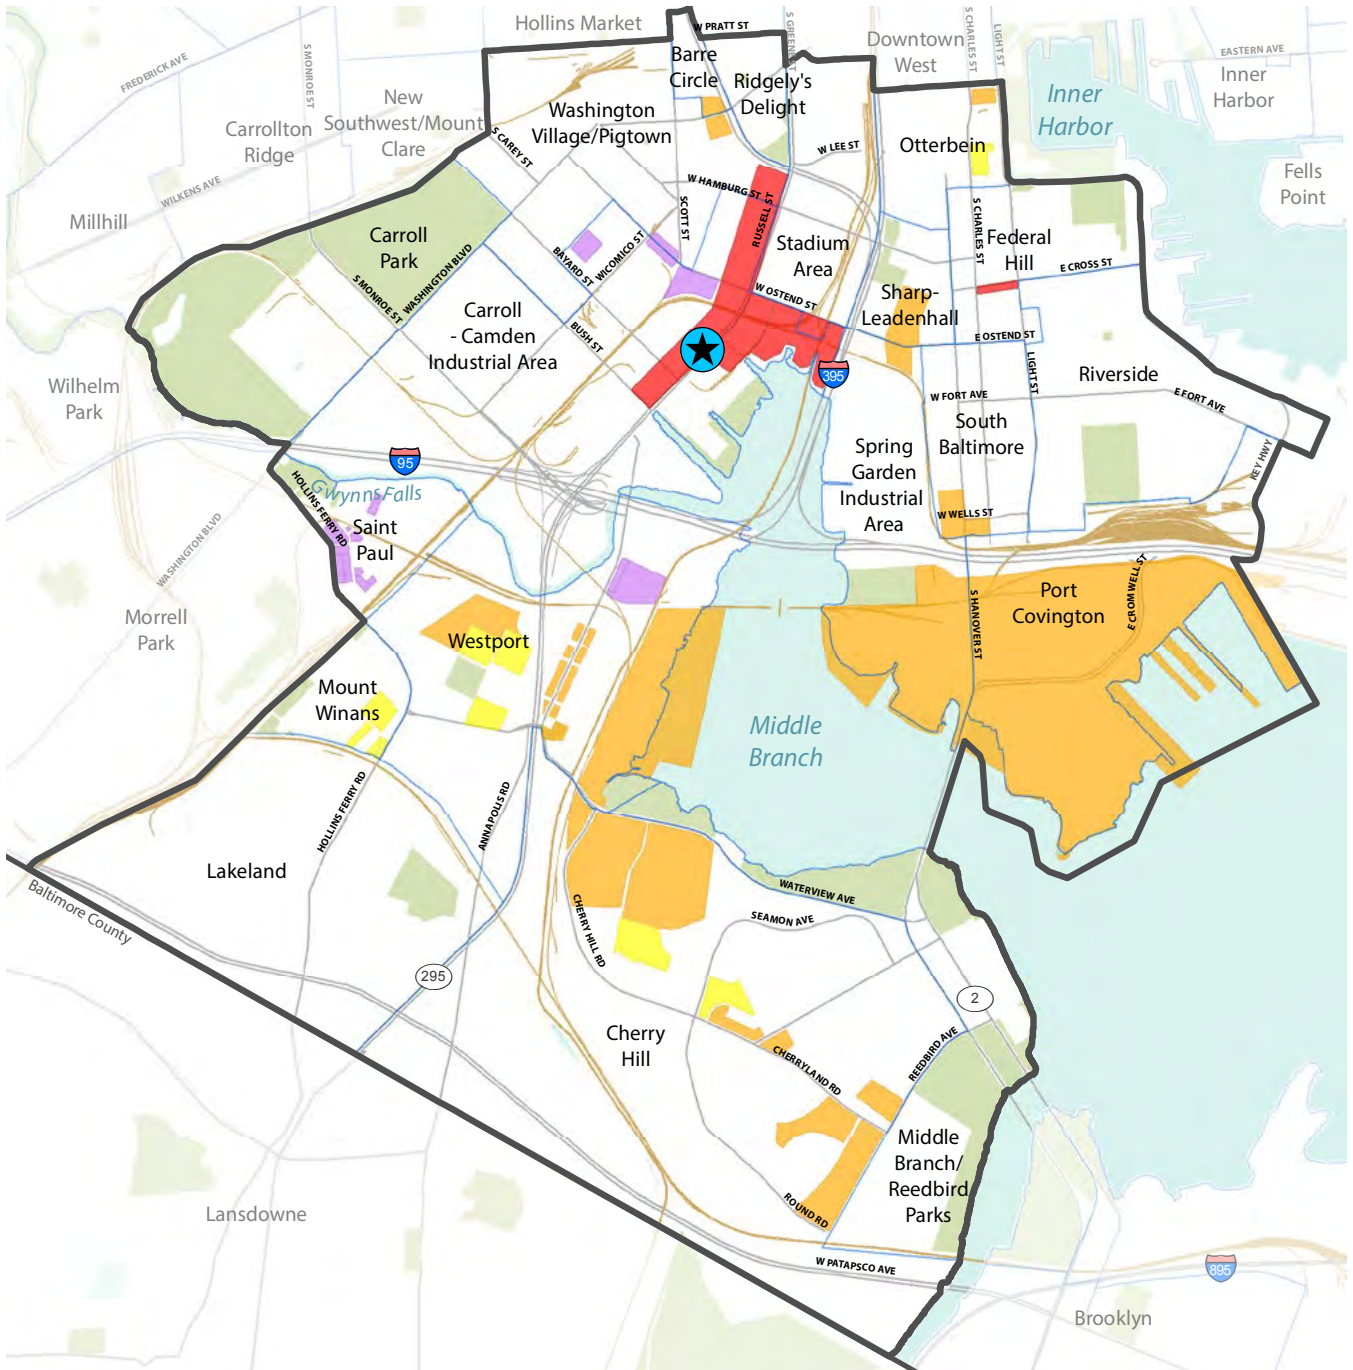 Hollins Market
W PRATT ST
S GREENE ST
S CHARLES ST
LIGHT ST
Downtown
West
EASTERN AVE
Inner
Harbor
FREDERICK AVE
S MONROE ST
Barre
Circle
Ridgely's
Delight
New
Southwest/Mount
Clare
Washington
Village/Pigtown
Inner
Harbor
Carrollton
Ridge
S CAREY ST
W LEE ST
Otterbein
Fells
Point
WILKENS AVE
Millhill
W HAMBURG ST
SCOTT ST
RUSSELL ST
S CHARLES ST
Carroll
Park
Stadium
Area
Federal
Hill
E CROSS ST
BAYARD ST
WICOMICO ST
WASHINGTON BLVD
S MONROE ST
W OSTEND ST
Sharp-
Leadenhall
Carroll
- Camden
Industrial Area
BUSH ST
E OSTEND ST
LIGHT ST
395
Riverside
Wilhelm
Park
W FORT AVE
E FORT AVE
South
Baltimore
Spring
Garden
Industrial
Area
KEY HWY
95
Gwynns Falls
HOLLINS FERRY RD
Saint
Paul
W WELLS ST
WASHINGTON BLVD
Morrell
Park
Port
Covington
E CROMWELL ST
S HANOVER ST
Westport
Mount
Winans
Middle
Branch
HOLLINS FERRY RD
ANNAPOLIS RD
Lakeland
Baltimore County
WATERVIEW AVE
SEAMON AVE
CHERRY HILL RD
295
2
Cherry
Hill
CHERRYLAND RD
REEDBIRD AVE
Middle
Branch/
Reedbird
Parks
ROUND RD
Lansdowne
W PATAPSCO AVE
895
Brooklyn